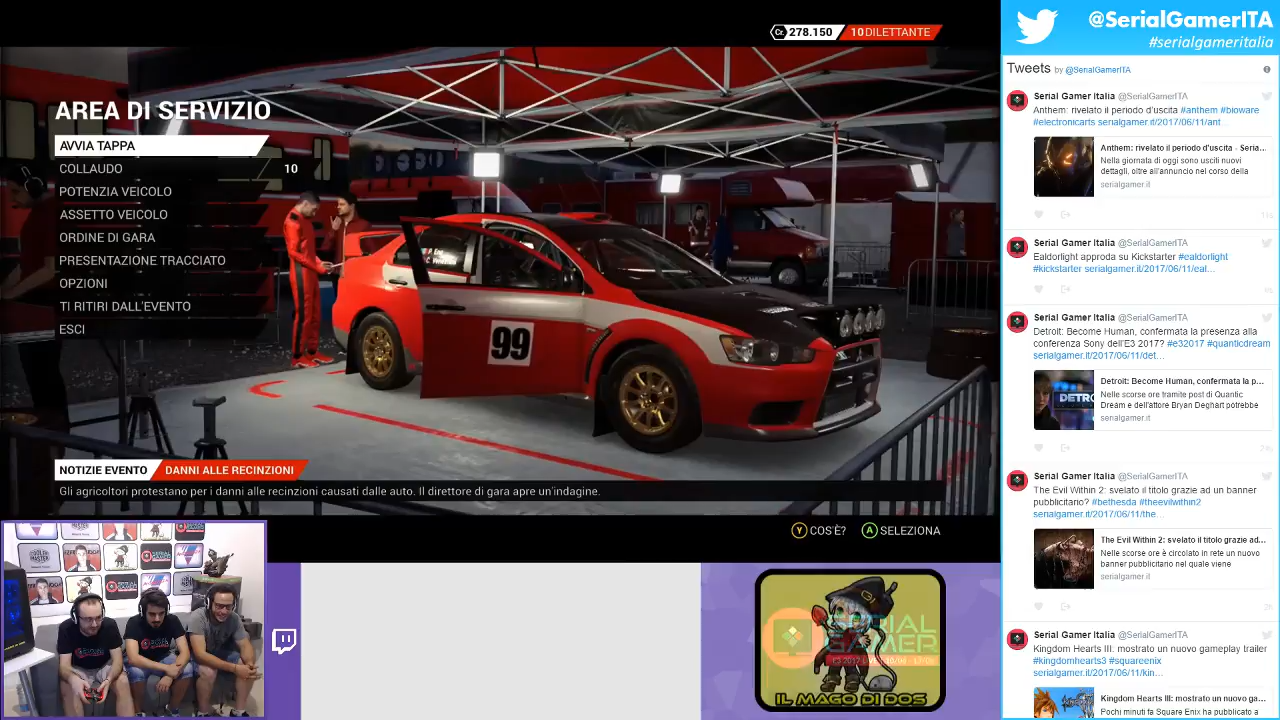 Cr. 278.150 10 DILETTANTE
AREA DI SERVIZIO
AVVIA TAPPA
COLLAUDO 10
POTENZIA VEICOLO
ASSETTO VEICOLO
ORDINE DI GARA
PRESENTAZIONE TRACCIATO
OPZIONI
TI RITIRI DALL'EVENTO
ESCI
99
NOTIZIE EVENTO DANNI ALLE RECINZIONI
Gli agricoltori protestano per i danni alle recinzioni causati dalle auto. Il direttore di gara apre un'indagine.
Y COS'È? A SELEZIONA
SERIAL
GAMER
IL MAGO DI DOS
@SerialGamerITA
#serialgameritalia
Tweets by @SerialGamerITA
Serial Gamer Italia @SerialGamerITA
Anthem: rivelato il periodo d'uscita #anthem #bioware
#electronicarts serialgamer.it/2017/06/11/ant...
Anthem: rivelato il periodo d'uscita - Seria...
Nella giornata di oggi sono usciti nuovi
dettagli, oltre all'annuncio nel corso della
serialgamer.it
Serial Gamer Italia @SerialGamerITA
Ealdorlight approda su Kickstarter #ealdorlight
#kickstarter serialgamer.it/2017/06/11/eal...
Serial Gamer Italia @SerialGamerITA
Detroit: Become Human, confermata la presenza alla
conferenza Sony dell'E3 2017? #e32017 #quanticdream
serialgamer.it/2017/06/11/det...
DETRO
Detroit: Become Human, confermata la p...
Nelle scorse ore tramite post di Quantic
Dream e dell'attore Bryan Deghart potrebbe
serialgamer.it
Serial Gamer Italia @SerialGamerITA
The Evil Within 2: svelato il titolo grazie ad un banner
pubblicitario? #bethesda #theevilwithin2
serialgamer.it/2017/06/11/the...
The Evil Within 2: svelato il titolo grazie ad...
Nelle scorse ore è circolato in rete un nuovo
banner pubblicitario nel quale viene
serialgamer.it
Serial Gamer Italia @SerialGamerITA
Kingdom Hearts III: mostrato un nuovo gameplay trailer
#kingdomhearts3 #squareenix
serialgamer.it/2017/06/11/kin...
Kingdom Hearts III: mostrato un nuovo ga...
Pochi minuti fa Square Enix ha pubblicato a